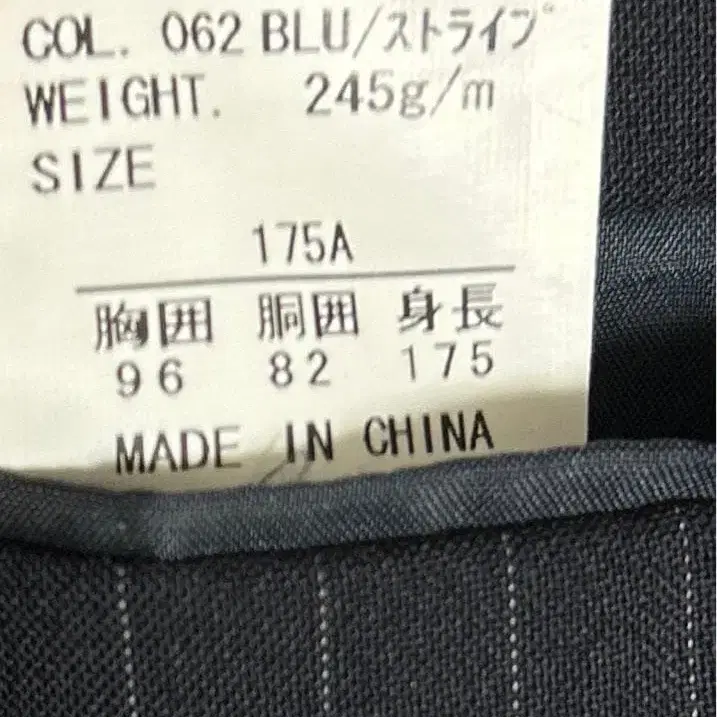 COL. 062 BLU/ストライプ
WEIGHT. 245g/m
SIZE
175A
胸囲 胴囲 身長
96 82 175
MADE IN CHINA